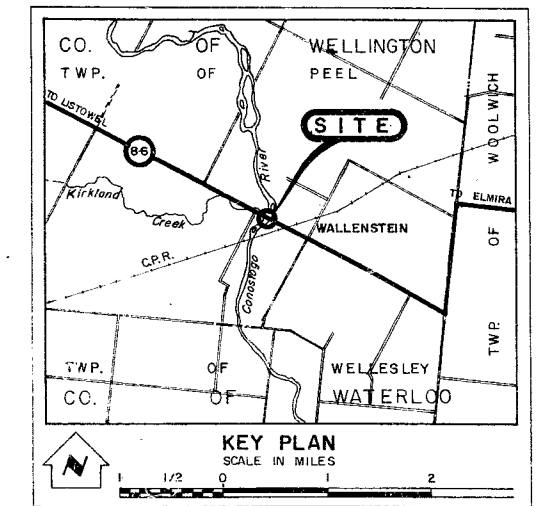 CO. OF WELLINGTON
TWP. OF PEEL
WOOLWICH
TO LISTOWEL
SITE
86
River
TO ELMIRA
Kirkland
Creek
WALLENSTEIN
OF
C.P.R.
Conostogo
TWP.
TWP. OF WELLESLEY
CO. OF WATERLOO
KEY PLAN
SCALE IN MILES
N
1 1/2 0 1 2